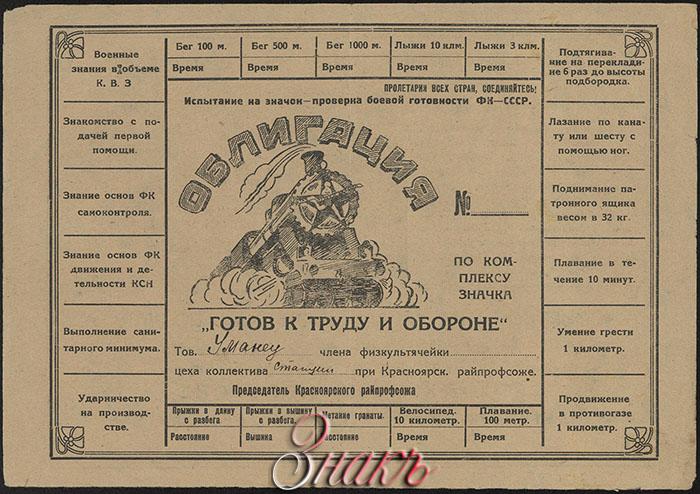 Бег 100 м.
Время
Бег 500 м.
Время
Бег 1000 м.
Время
Лыжи 10 клм.
Время
Лыжи 3 клм.
Время
Военные
знания в объеме
К. В. З
Знакомство с по-
дачей первой
помощи.
Знание основ ФК
самоконтроля.
Знание основ ФК
движения и де-
ятельности КСН
Выполнение сани-
тарного минимума.
Ударничество
на производ-
стве.
ПРОЛЕТАРИИ ВСЕХ СТРАН, СОЕДИНЯЙТЕСЬ!
Испытание на значок—проверка боевой готовности ФК—СССР.
ОБЛИГАЦИЯ
№
ПО КОМ-
ПЛЕКСУ
ЗНАЧКА
„ГОТОВ К ТРУДУ И ОБОРОНЕ"
Тов. Уманец члена физкультячейки
цеха коллектива Станции при Красноярск. райпрофсоже.
Председатель Красноярского райпрофсожа
Подтягива-
ние на переклади-
не 6 раз до высоты
подбородка.
Лазание по кана-
ту или шесту с
помощью ног.
Поднимание па-
тронного ящика
весом в 32 кг.
Плавание в те-
чение 10 минут.
Умение грести
1 километр.
Продвижение
в противогазе
1 километр.
Прыжки в длину
с разбега.
Расстояние
Прыжки в вышину
с разбега.
Вышина
Метание гранаты.
Расстояние
Велосипед.
10 километр.
Время
Плавание.
100 метр.
Время
Знакъ